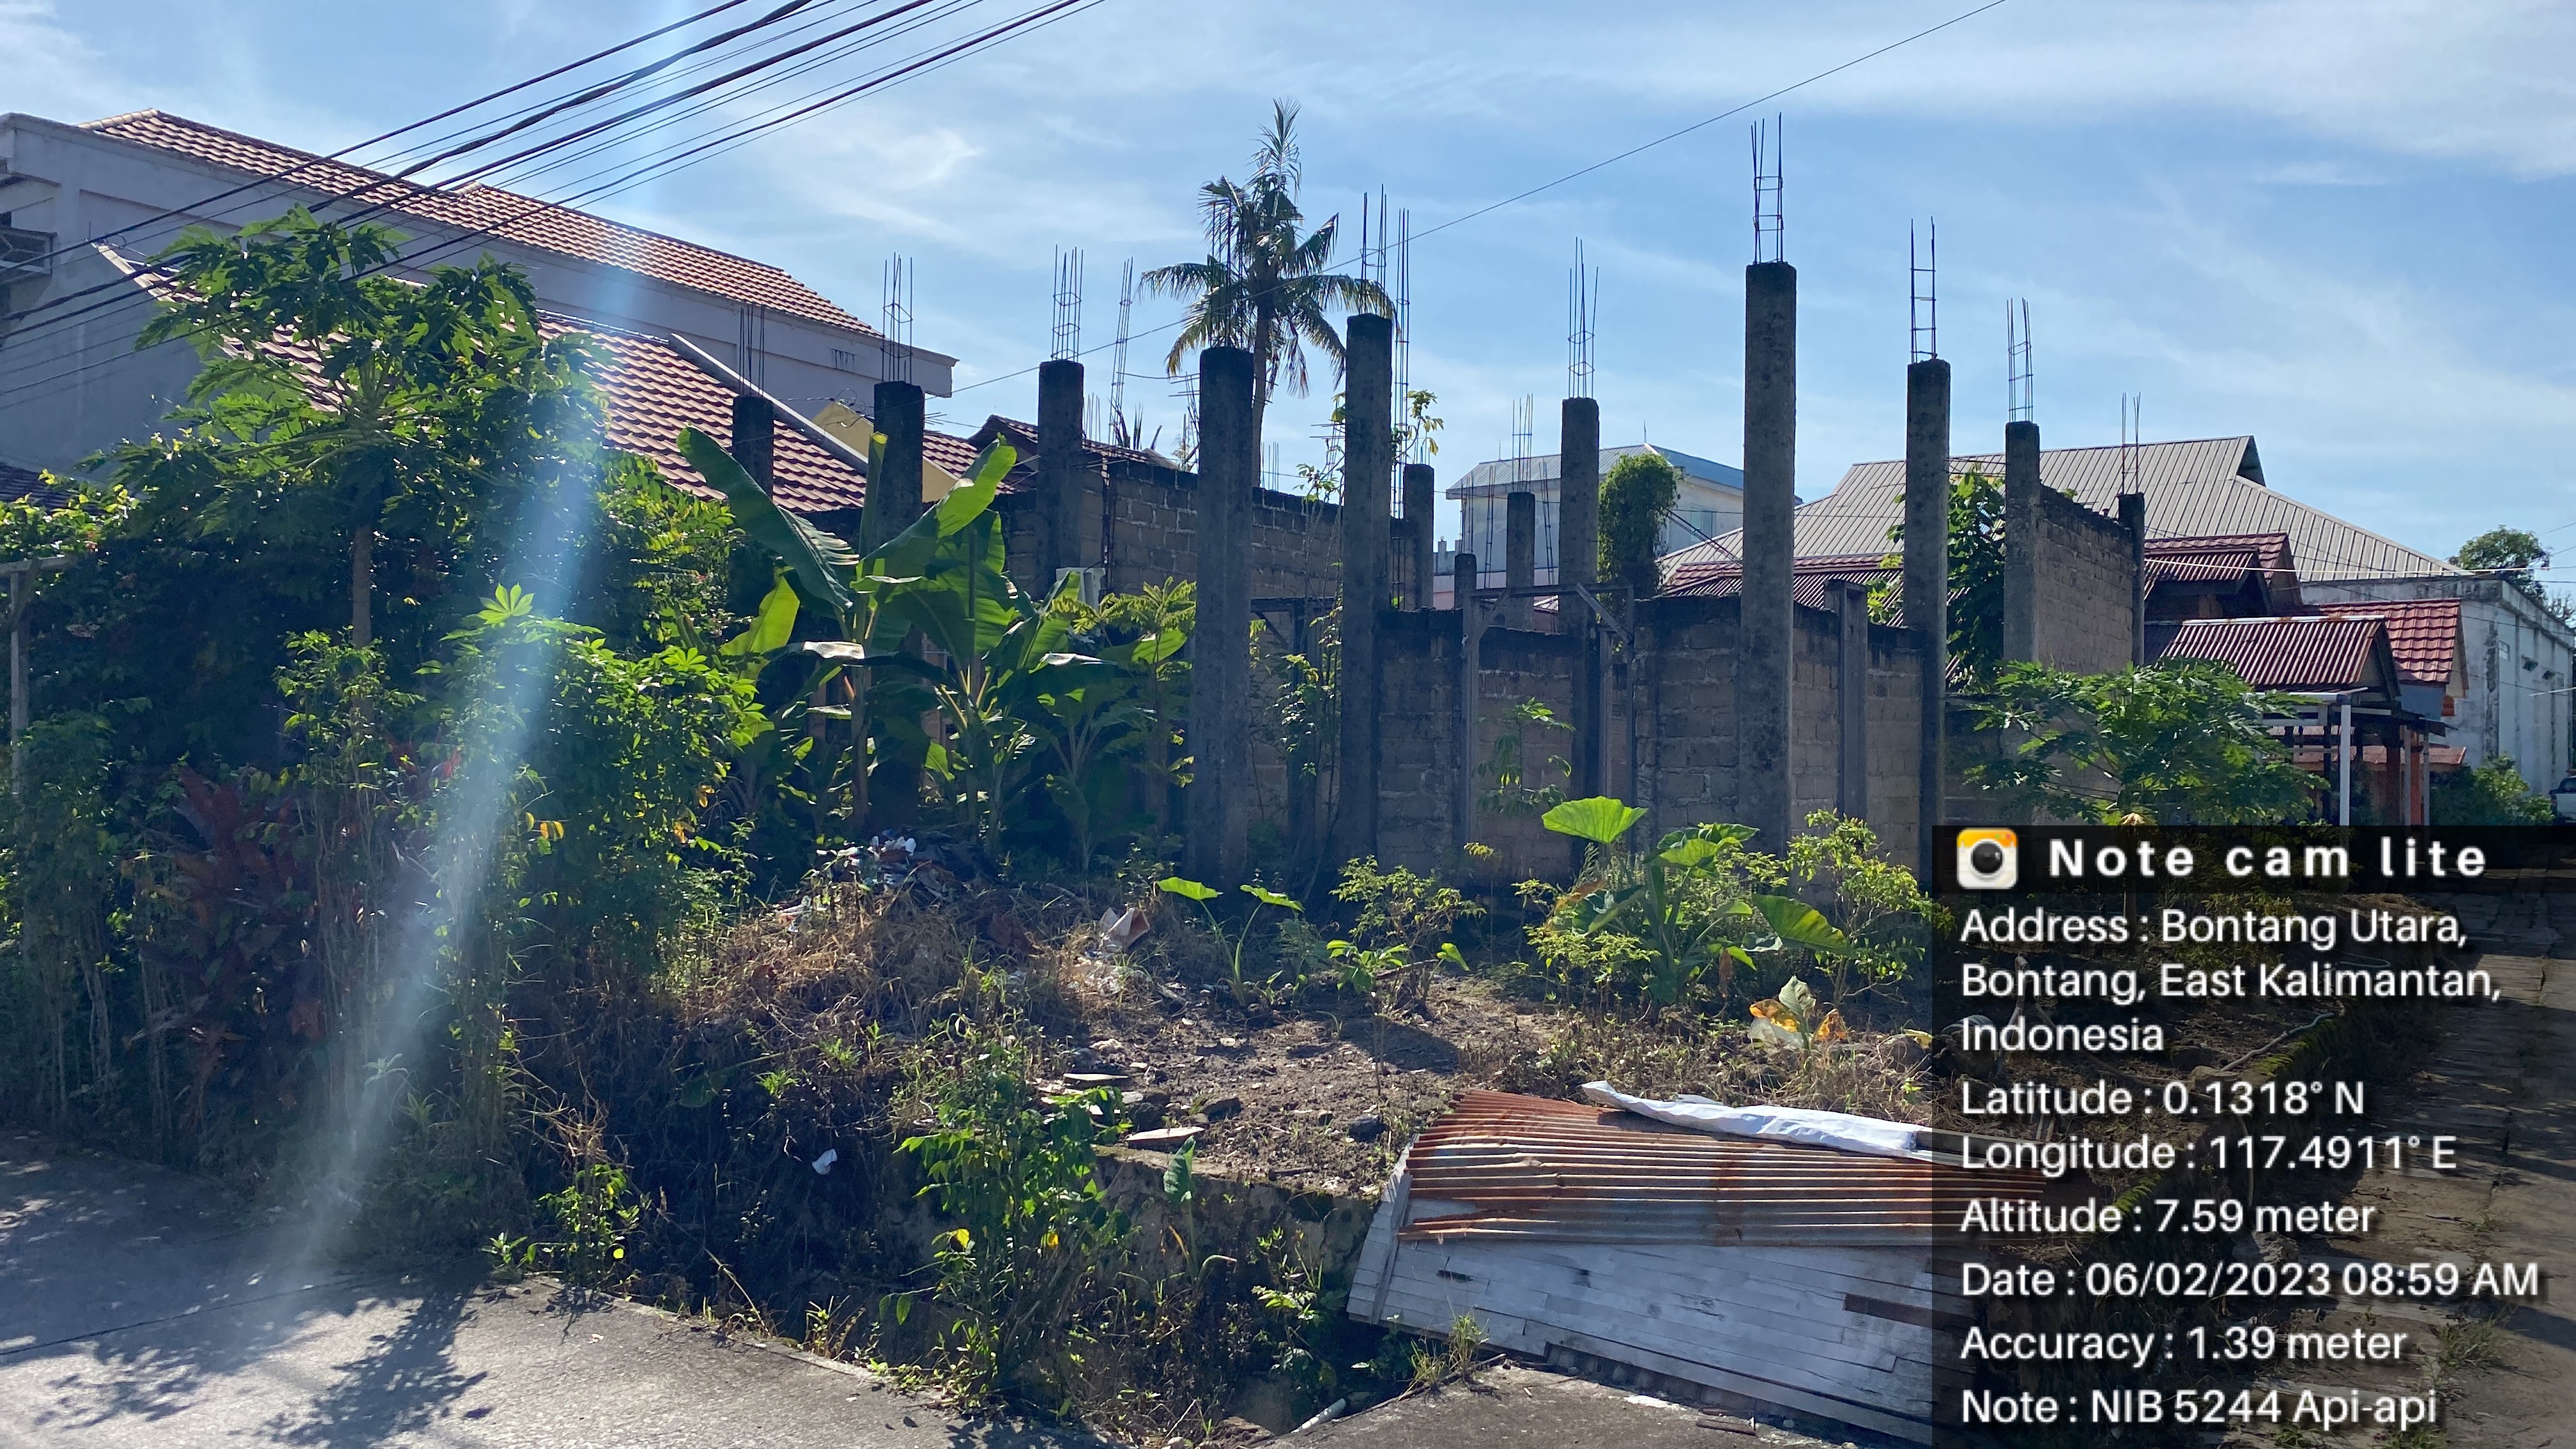 Note cam lite
Address : Bontang Utara,
Bontang, East Kalimantan,
Indonesia
Latitude : 0.1318° N
Longitude : 117.4911° E
Altitude : 7.59 meter
Date : 06/02/2023 08:59 AM
Accuracy : 1.39 meter
Note : NIB 5244 Api-api